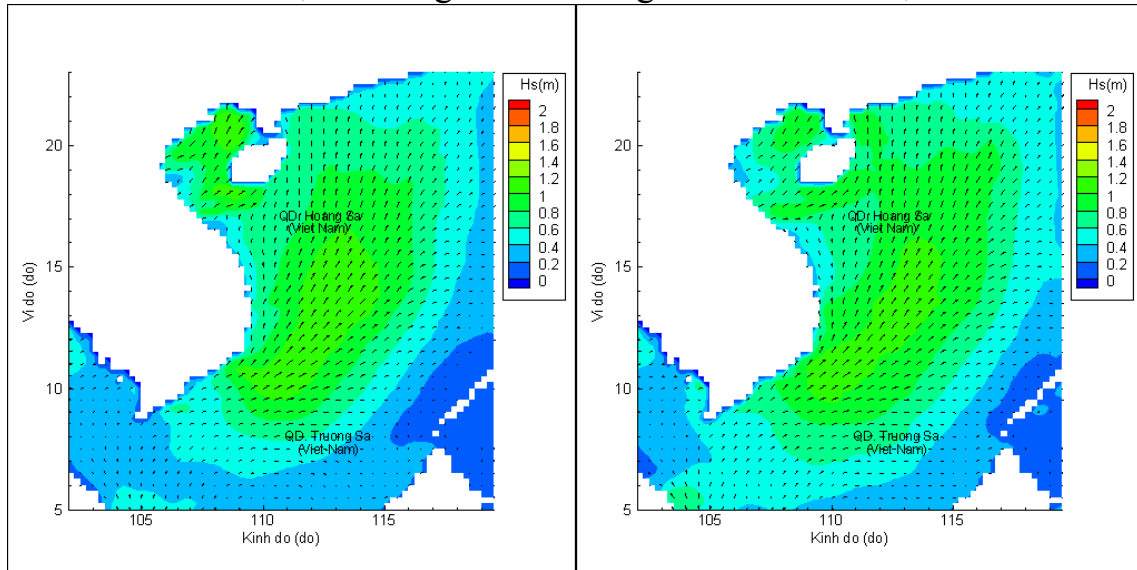 Hs(m)
2
1.8
1.6
1.4
1.2
1
0.8
0.6
0.4
0.2
0
QD. Hoang Sa
(Viet Nam)
QD. Truong Sa
(Viet-Nam)
20
15
10
5
105
110
115
Vi do (do)
Kinh do (do)
Hs(m)
2
1.8
1.6
1.4
1.2
1
0.8
0.6
0.4
0.2
0
QD. Hoang Sa
(Viet Nam)
QD. Truong Sa
(Viet-Nam)
20
15
10
5
105
110
115
Vi do (do)
Kinh do (do)